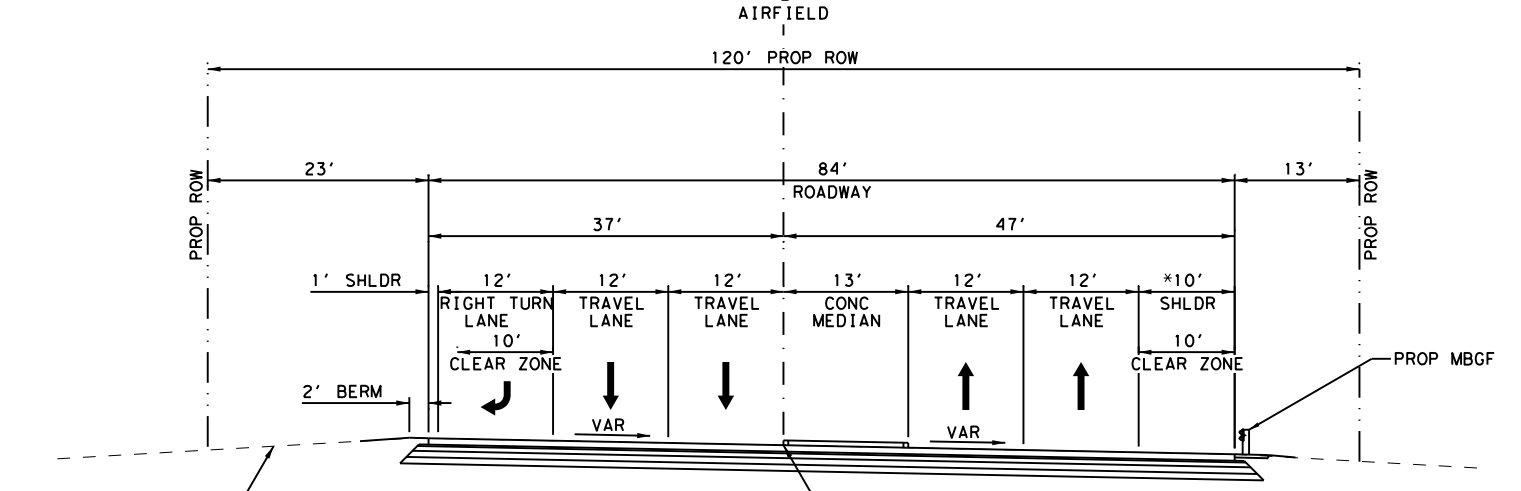 AIRFIELD
120' PROP ROW
23'
84'
13'
ROADWAY
PROP ROW
PROP ROW
37'
47'
1' SHLDR
12'
12'
12'
13'
12'
12'
*10'
RIGHT TURN
LANE
TRAVEL
LANE
TRAVEL
LANE
CONC
MEDIAN
TRAVEL
LANE
TRAVEL
LANE
SHLDR
10'
CLEAR ZONE
10'
CLEAR ZONE
PROP MBGF
2' BERM
VAR
VAR